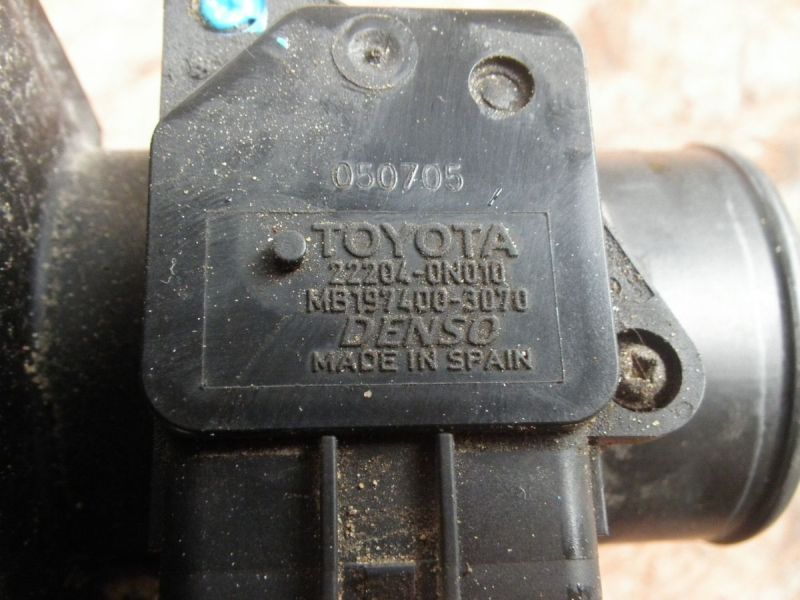 050705
TOYOTA
22204-0N010
MB197400-3070
DENSO
MADE IN SPAIN